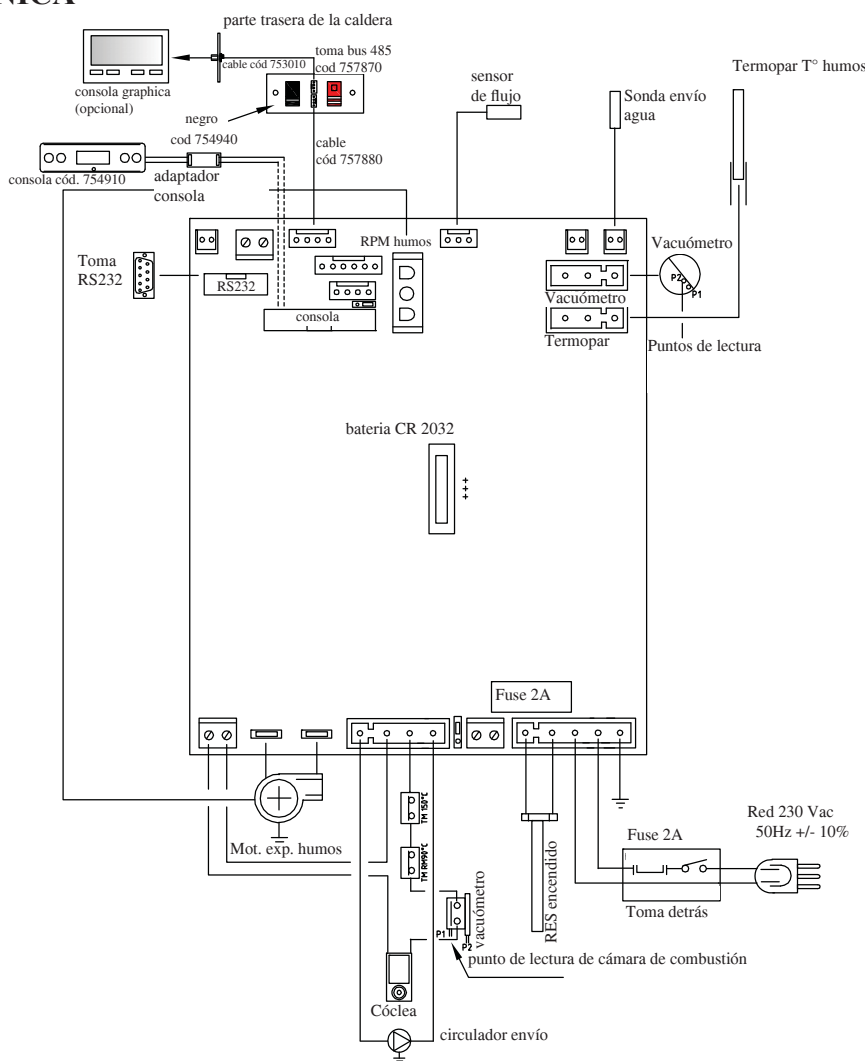 NICA
parte trasera de la caldera
cable cód 753010
toma bus 485
cod 757870
consola graphica
(opcional)
negro
cod 754940
cable
cód 757880
sensor
de flujo
Sonda envío
agua
Termopar T° humos
consola cód. 754910
adaptador
consola
Toma
RS232
RS232
RPM humos
consola
Vacuómetro
P2
P1
Vacuómetro
Termopar
Puntos de lectura
bateria CR 2032
+++
Fuse 2A
TM 150°C
TM RM90°C
Mot. exp. humos
vacuómetro
P1
P2
RES encendido
Fuse 2A
Toma detrás
Red 230 Vac
50Hz +/- 10%
punto de lectura de cámara de combustión
Cóclea
circulador envío